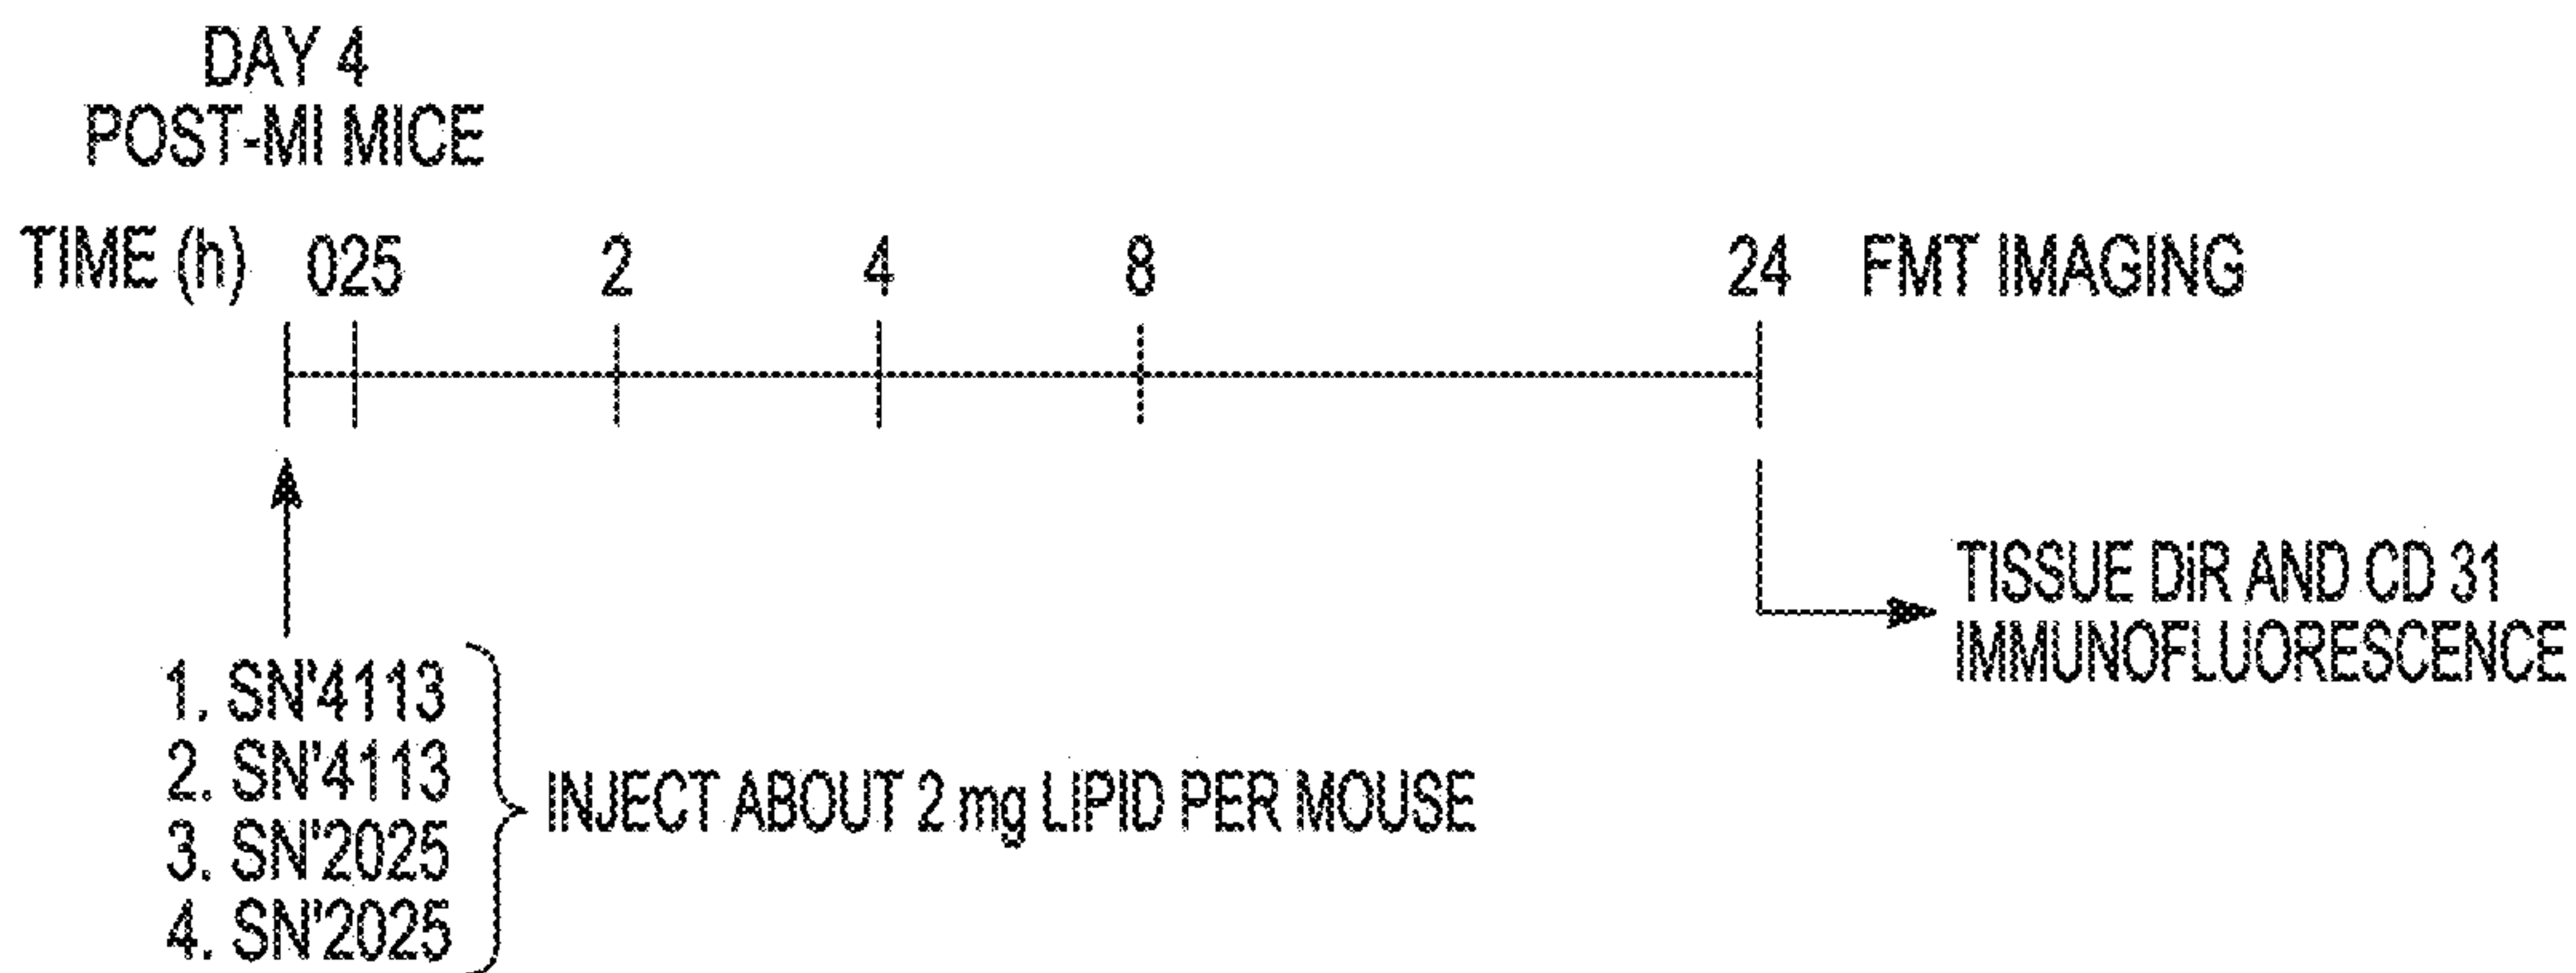 DAY 4
POST-MI MICE
TIME (h) 025 2 4 8 24 FMT IMAGING
TISSUE DiR AND CD 31
IMMUNOFLUORESCENCE
1. SN'4113
2. SN'4113
3. SN'2025
4. SN'2025
INJECT ABOUT 2 mg LIPID PER MOUSE